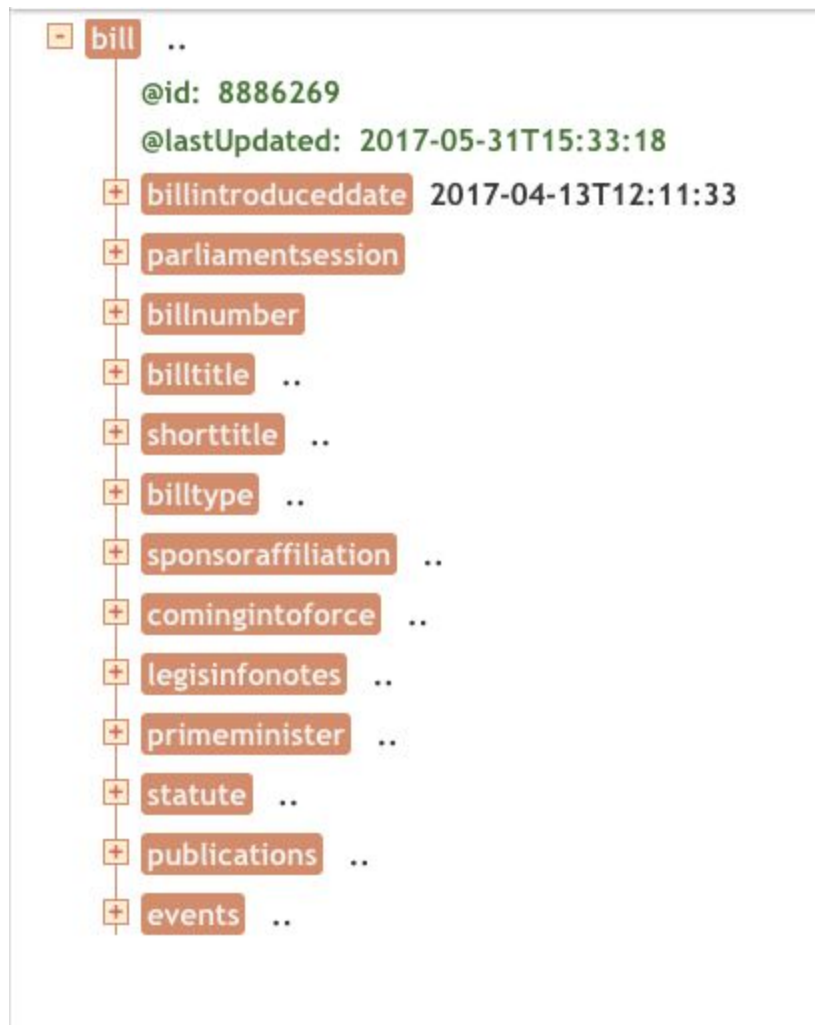 - bill ..
@id: 8886269
@lastUpdated: 2017-05-31T15:33:18
+ billintroduceddate 2017-04-13T12:11:33
+ parliamentsession
+ billnumber
+ billtitle ..
+ shorttitle ..
+ billtype ..
+ sponsoraffiliation ..
+ comingintoforce ..
+ legisinfonotes ..
+ primeminister ..
+ statute ..
+ publications ..
+ events ..